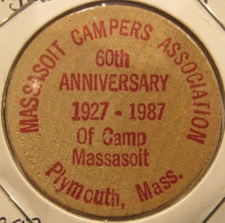 MASSASOIT CAMPERS ASSOCIATION
60th
ANNIVERSARY
1927 - 1987
Of Camp
Massasoit
Plymouth, Mass.